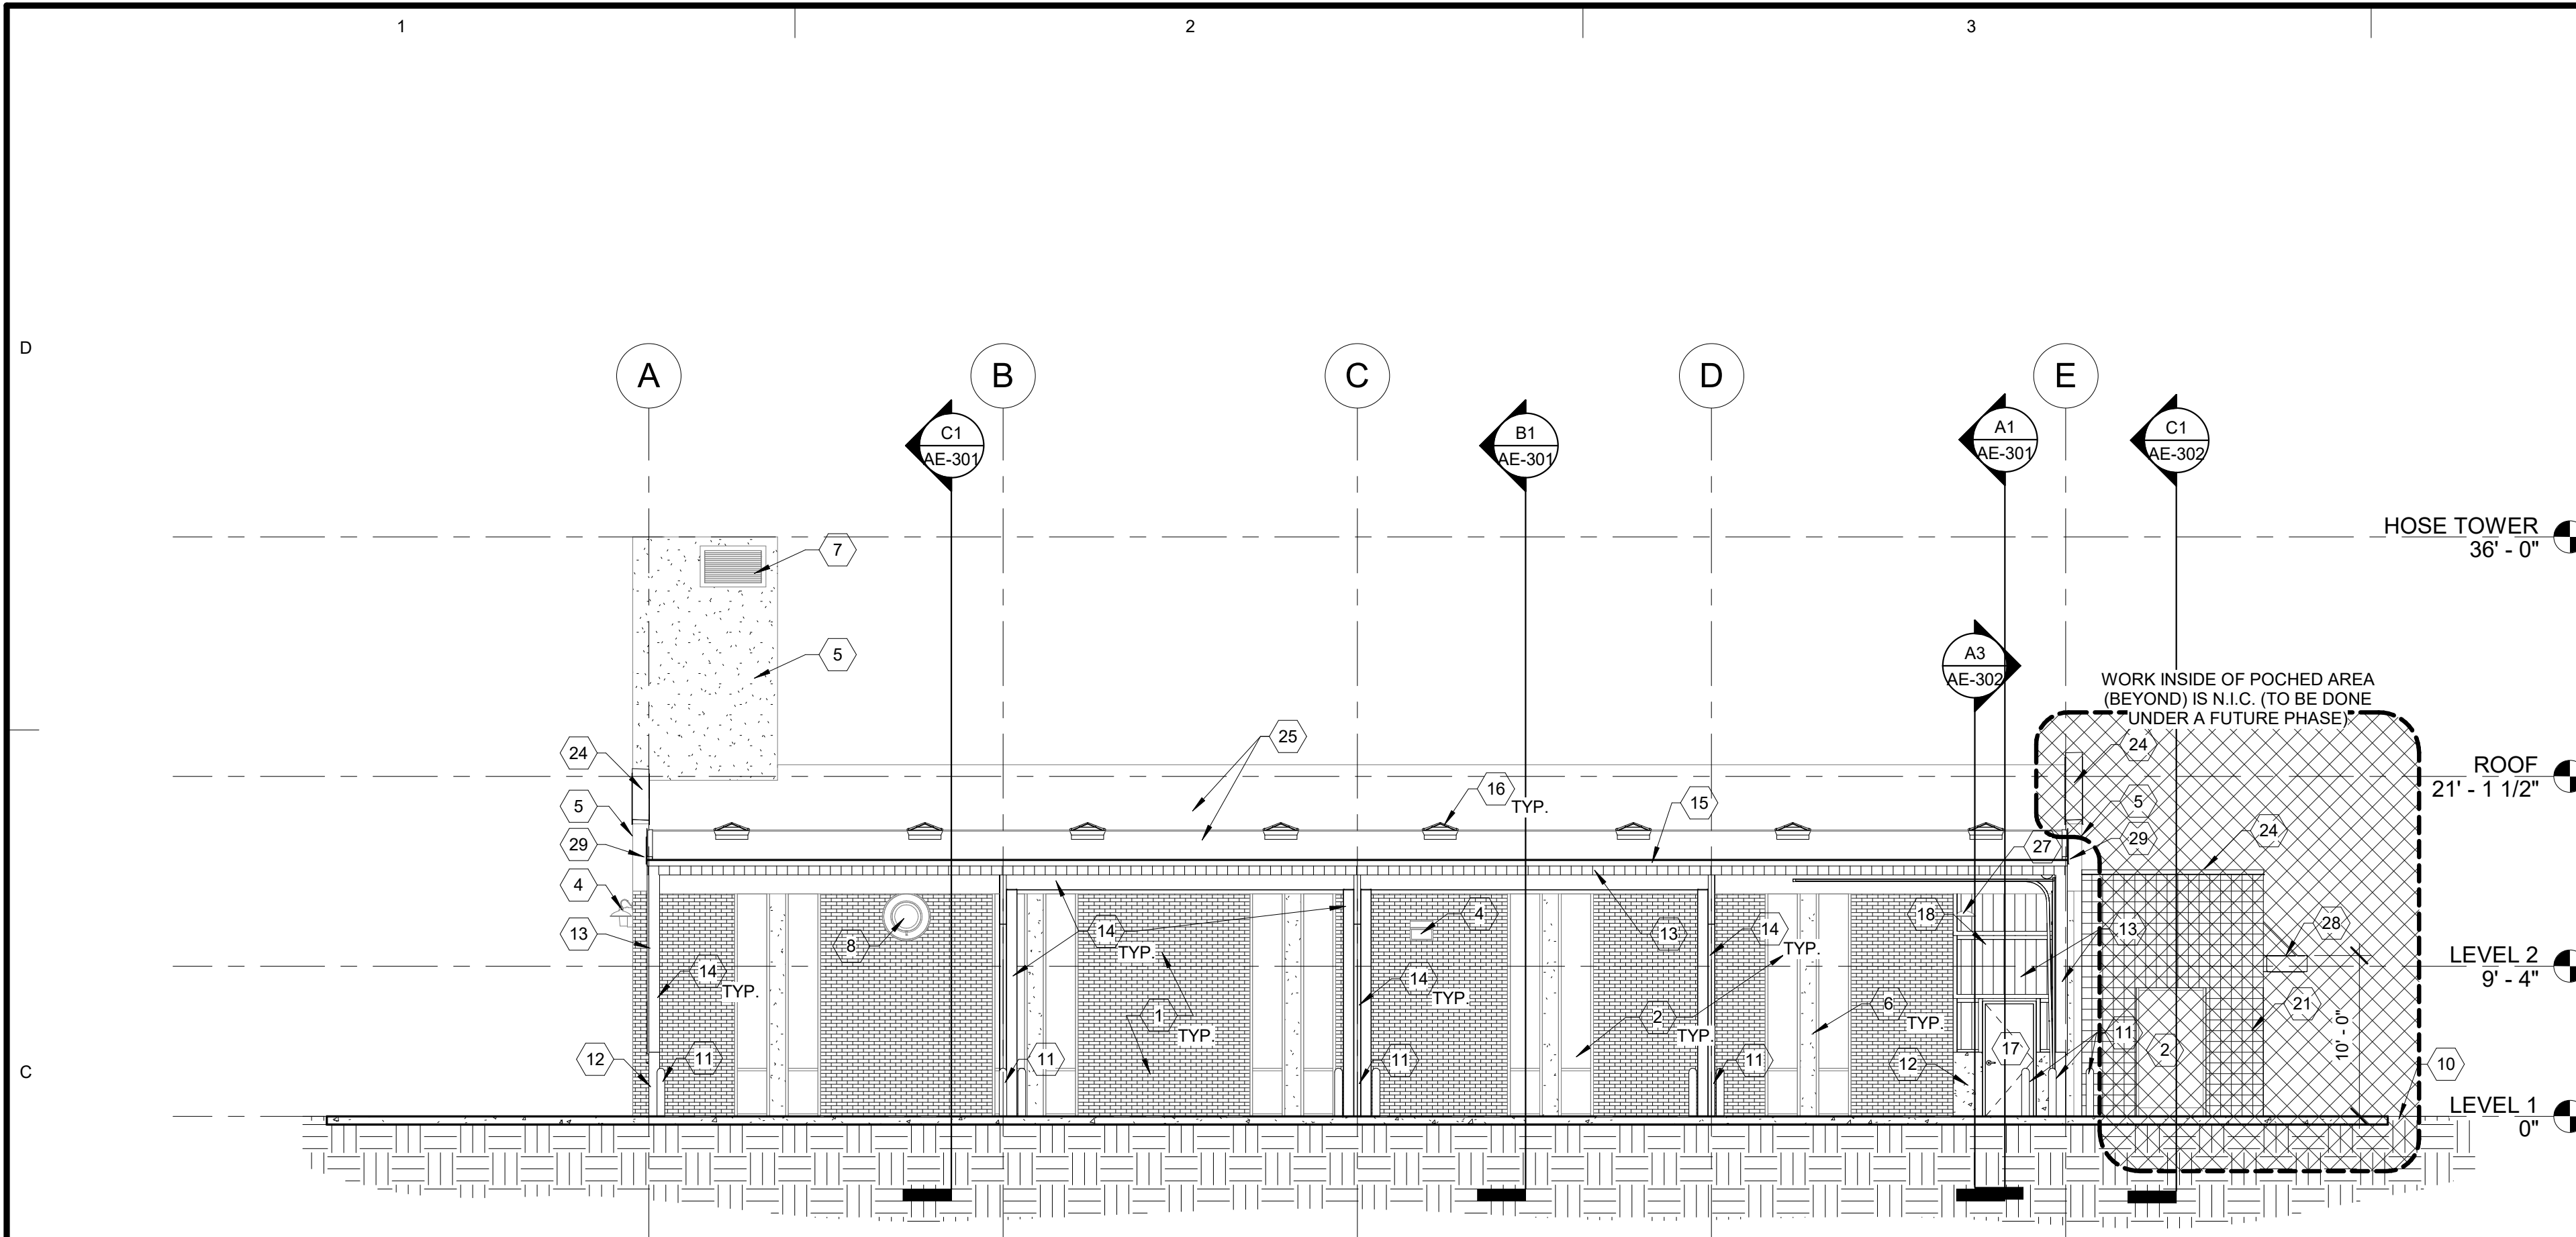 1
2
3
D
A
B
C
D
E
C1
AE-301
B1
AE-301
A1
AE-301
C1
AE-302
HOSE TOWER
36' - 0"
7
5
A3
AE-302
WORK INSIDE OF POCHED AREA
(BEYOND) IS N.I.C. (TO BE DONE
UNDER A FUTURE PHASE)
25
24
24
ROOF
21' - 1 1/2"
16
TYP.
15
5
5
24
29
29
27
4
8
14
TYP.
4
13
14
TYP.
18
13
28
13
14
TYP.
14
TYP.
LEVEL 2
9' - 4"
1
TYP.
2
TYP.
6
TYP.
21
10' - 0"
12
11
11
11
11
12
17
11
2
10
C
LEVEL 1
0"